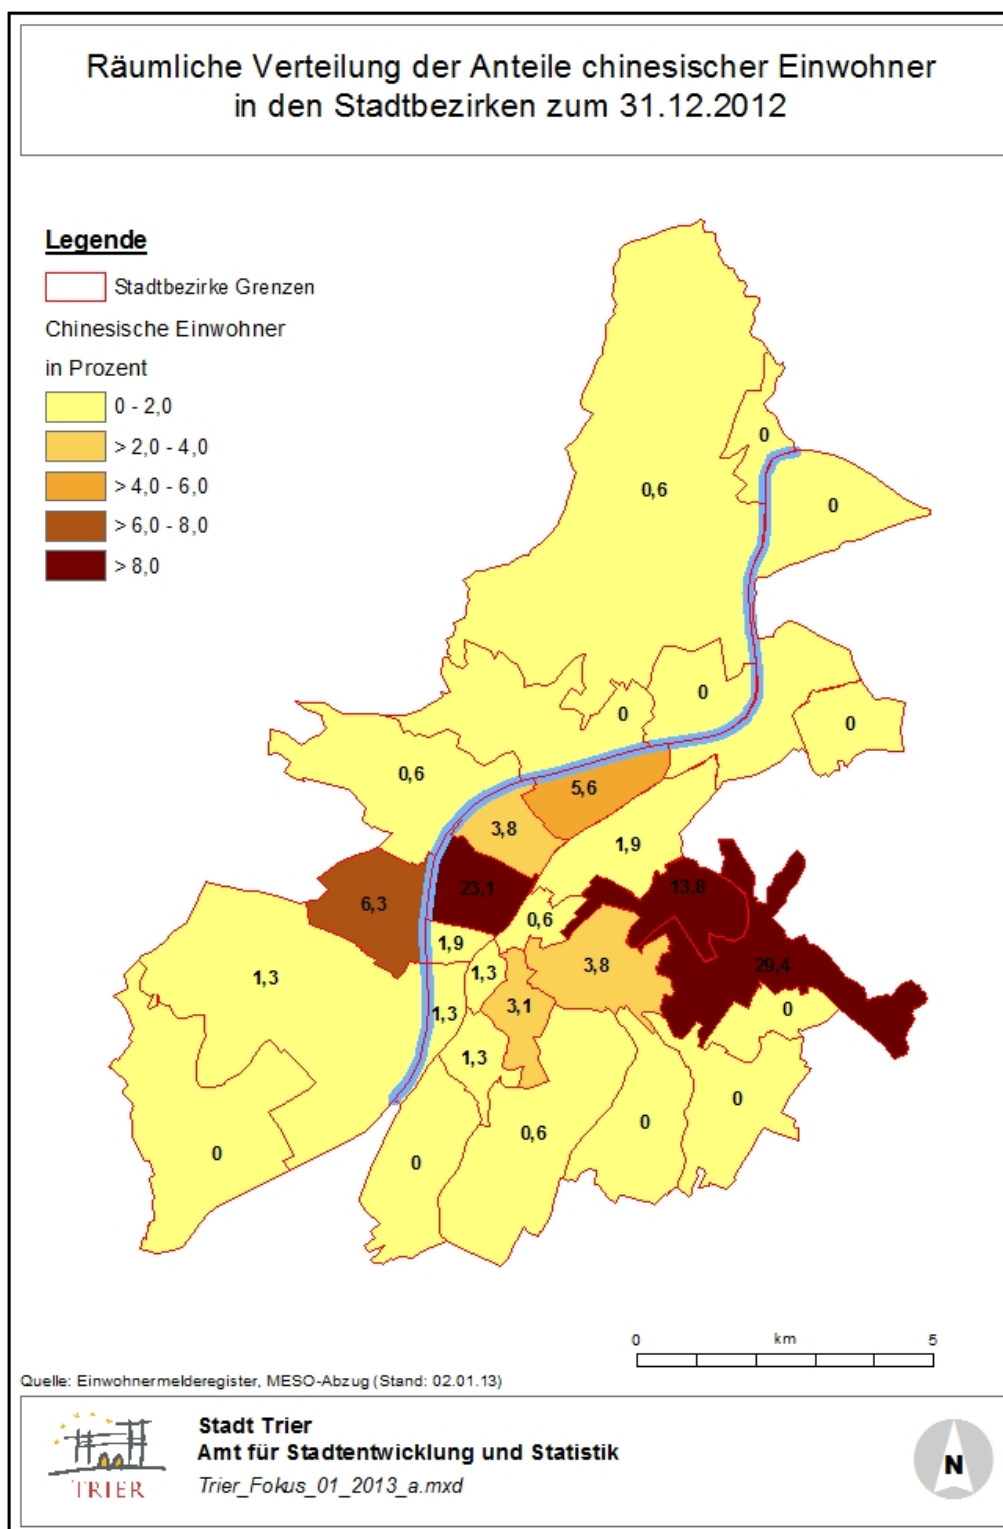 Räumliche Verteilung der Anteile chinesischer Einwohner
in den Stadtbezirken zum 31.12.2012
Legende
Stadtbezirke Grenzen
Chinesische Einwohner
in Prozent
0 - 2,0
> 2,0 - 4,0
> 4,0 - 6,0
> 6,0 - 8,0
> 8,0
0
0,6
0
0
0
0
0,6
5,6
3,8
1,9
13,8
23,1
6,3
0,6
1,9
3,8
29,4
1,3
1,3
3,1
0
1,3
1,3
0
0
0,6
0
0
0 km 5
Quelle: Einwohnermelderegister, MESO-Abzug (Stand: 02.01.13)
TRIER
Stadt Trier
Amt für Stadtentwicklung und Statistik
Trier_Fokus_01_2013_a.mxd
N